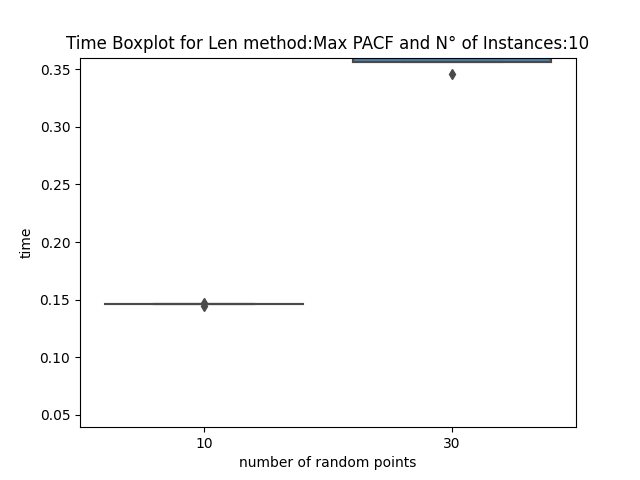 Time Boxplot for Len method:Max PACF and N° of Instances:10
0.35
0.30
0.25
0.20
0.15
0.10
0.05
time
10 30
number of random points